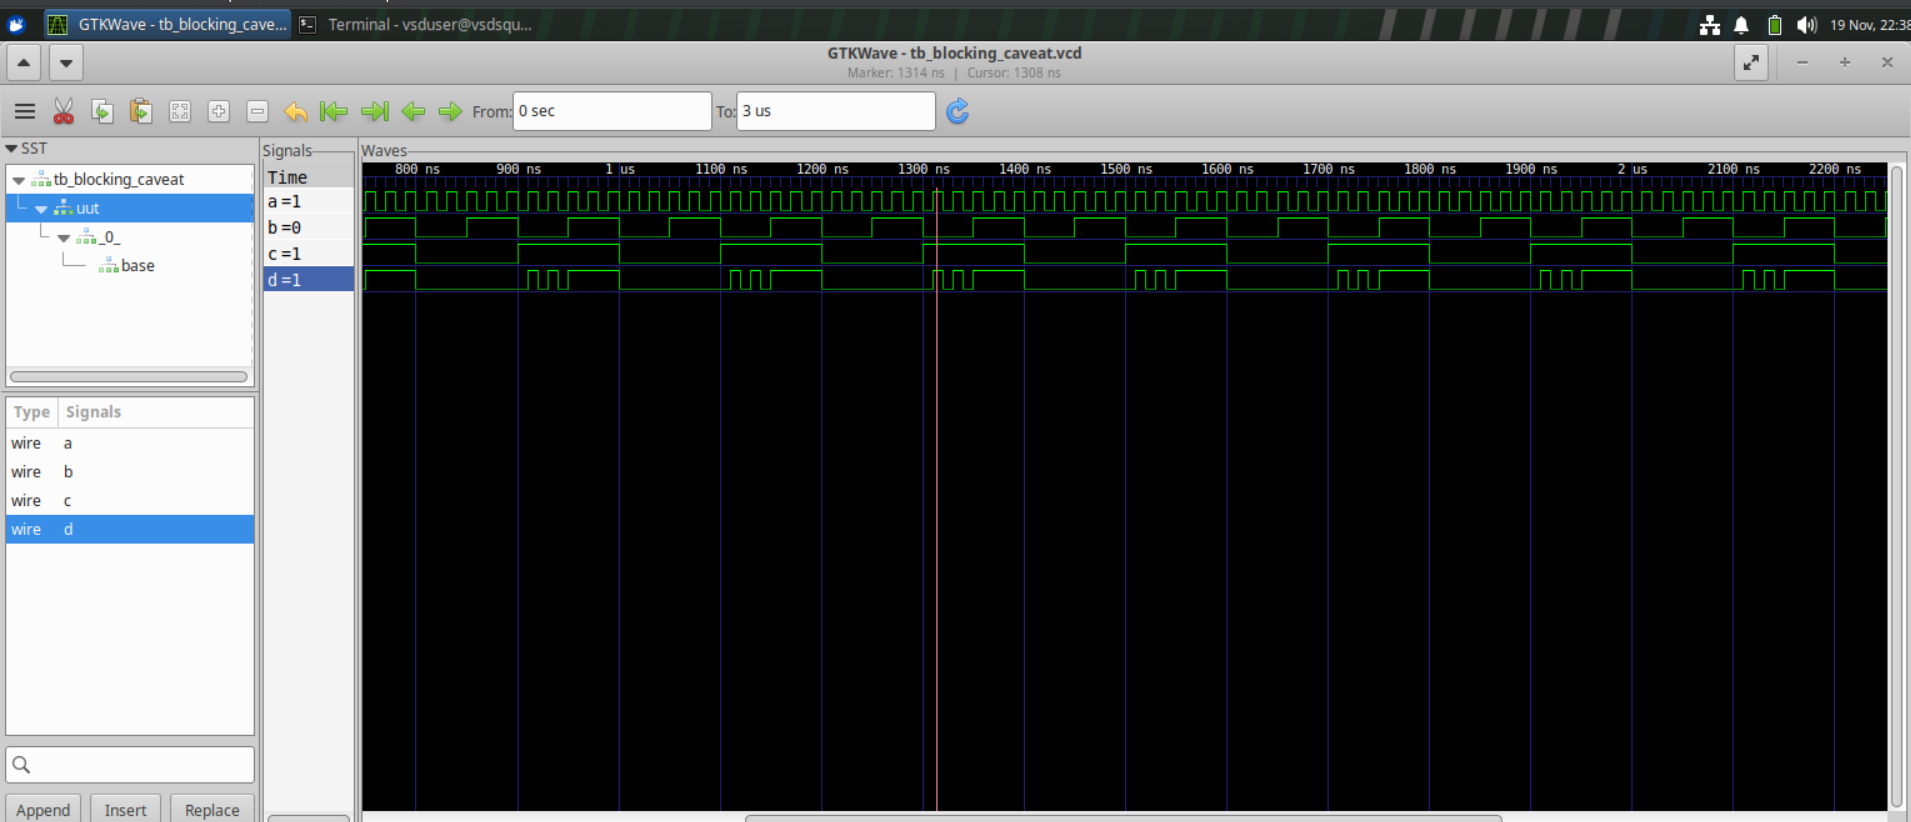 GTKWave - tb_blocking_cave...
Terminal - vsduser@vsdsqu...
19 Nov, 22:38
GTKWave - tb_blocking_caveat.vcd
Marker: 1314 ns | Cursor: 1308 ns
From: 0 sec To: 3 us
SST
tb_blocking_caveat
uut
_0_
base
Type Signals
wire a
wire b
wire c
wire d
Append Insert Replace
Signals
Time
a=1
b=0
c=1
d=1
Waves
800 ns 900 ns 1 us 1100 ns 1200 ns 1300 ns 1400 ns 1500 ns 1600 ns 1700 ns 1800 ns 1900 ns 2 us 2100 ns 2200 ns